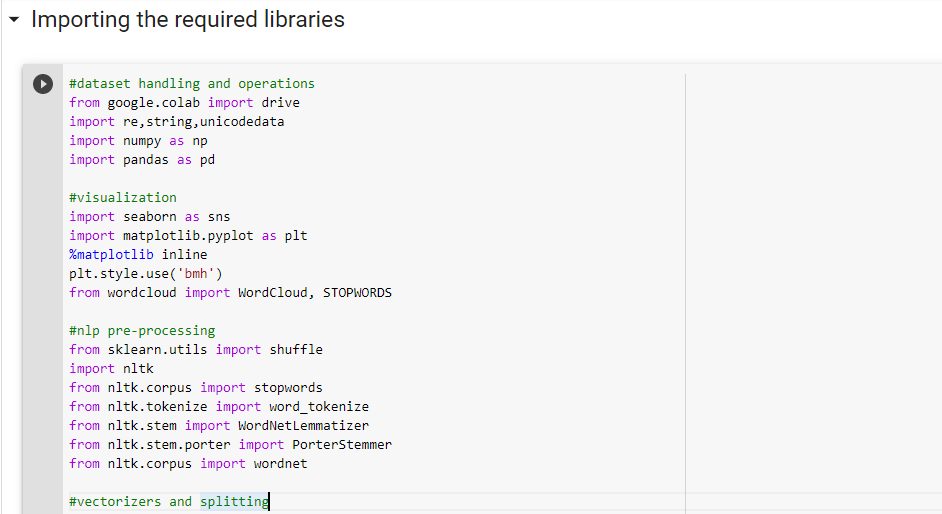 Importing the required libraries
#dataset handling and operations
from google.colab import drive
import re,string,unicodedata
import numpy as np
import pandas as pd
#visualization
import seaborn as sns
import matplotlib.pyplot as plt
%matplotlib inline
plt.style.use('bmh')
from wordcloud import WordCloud, STOPWORDS
#nlp pre-processing
from sklearn.utils import shuffle
import nltk
from nltk.corpus import stopwords
from nltk.tokenize import word_tokenize
from nltk.stem import WordNetLemmatizer
from nltk.stem.porter import PorterStemmer
from nltk.corpus import wordnet
#vectorizers and splitting